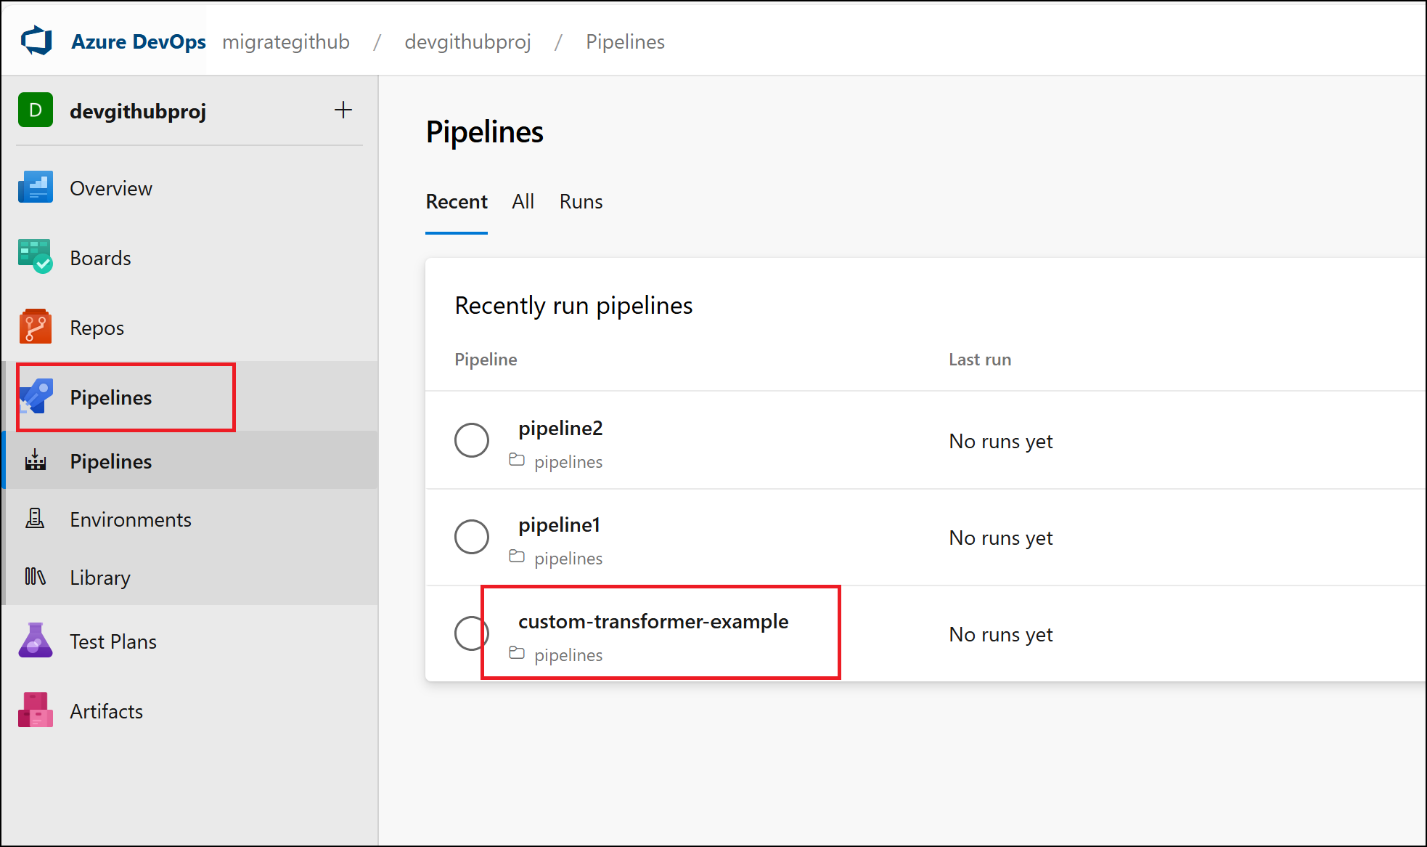 Azure DevOps migrategithub / devgithubproj / Pipelines
D devgithubproj +
Overview
Boards
Repos
Pipelines
Pipelines
Environments
Library
Test Plans
Artifacts
Pipelines
Recent All Runs
Recently run pipelines
Pipeline Last run
pipeline2
pipelines
No runs yet
pipeline1
pipelines
No runs yet
custom-transformer-example
pipelines
No runs yet